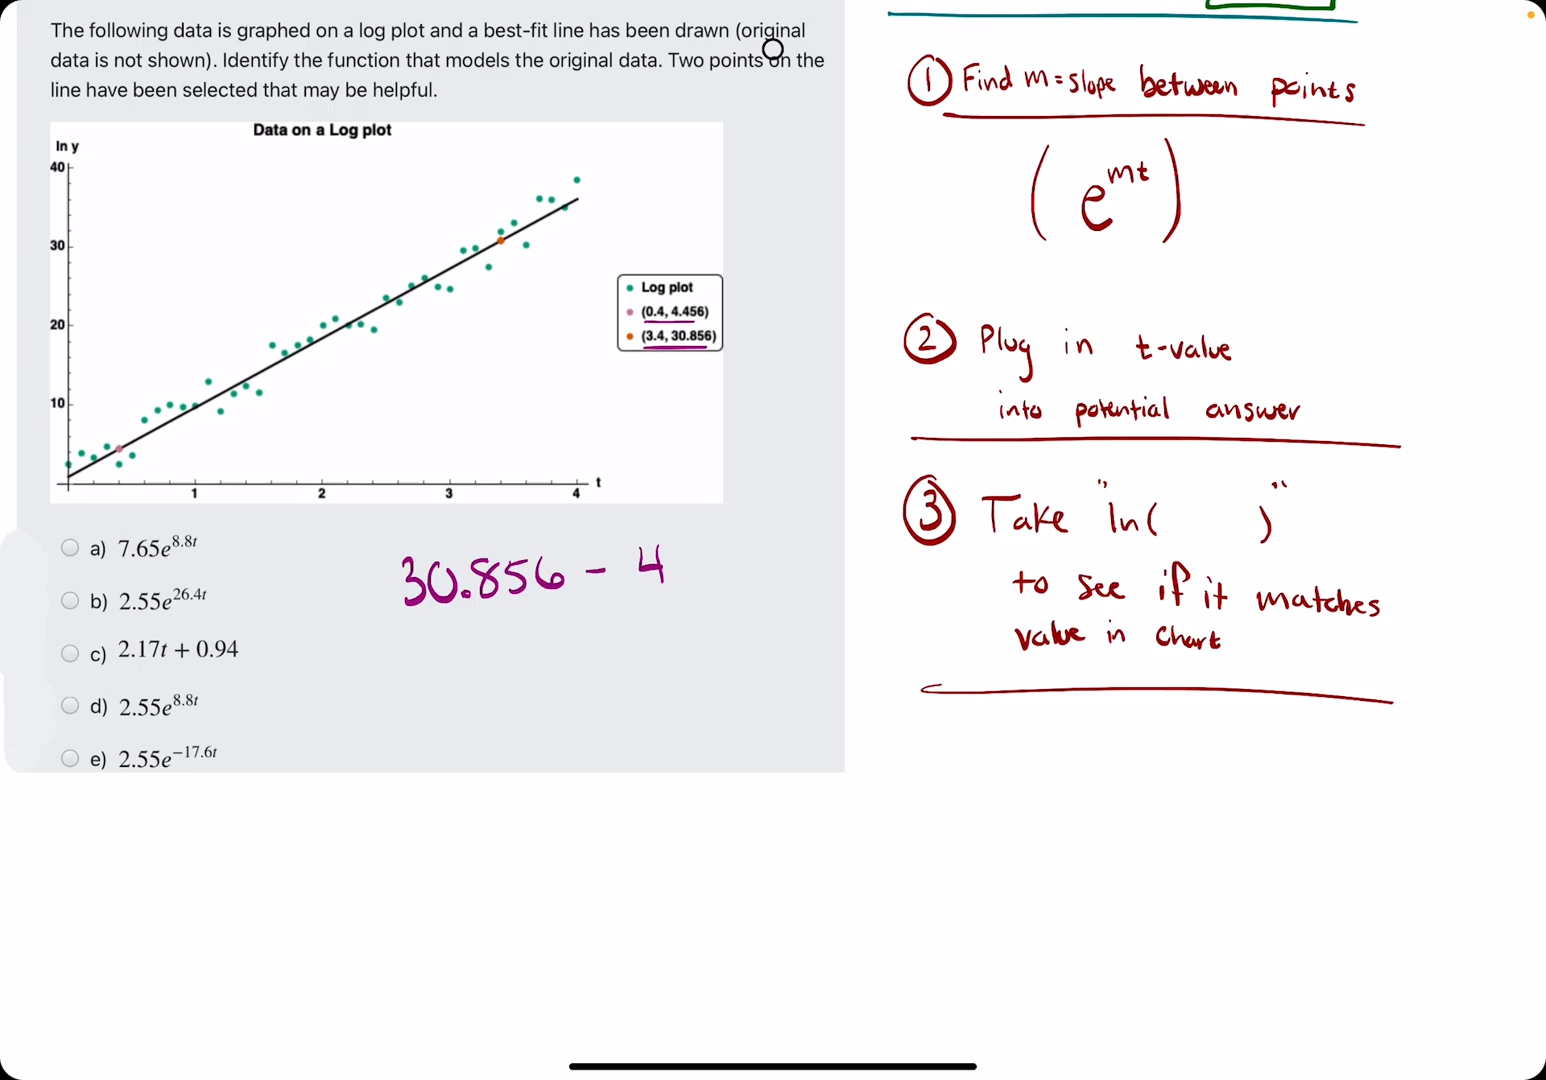 The following data is graphed on a log plot and a best-fit line has been drawn (original
data is not shown). Identify the function that models the original data. Two points on the
line have been selected that may be helpful.
Data on a Log plot
ln y
40
30
20
10
1
2
3
4
t
Log plot
(0.4, 4.456)
(3.4, 30.856)
a) 7.65e^{8.8t}
b) 2.55e^{26.4t}
c) 2.17t + 0.94
d) 2.55e^{8.8t}
e) 2.55e^{−17.6t}
30.856 - 4
① Find m = slope between points
(e^{mt})
② Plug in t-value
into potential answer
③ Take "ln( )"
to see if it matches
value in chart